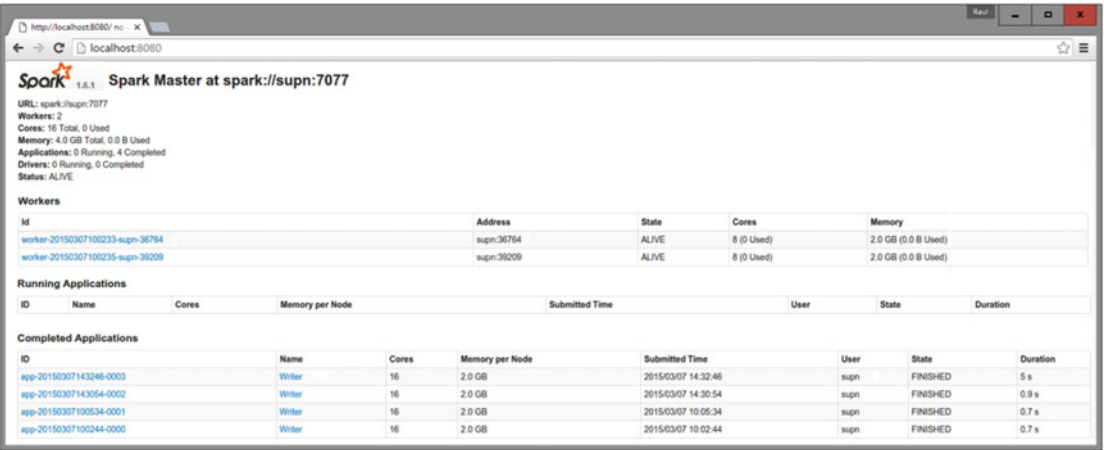 Raul
http://localhost:8080/ no
localhost:8080
Spark 1.6.1 Spark Master at spark://supn:7077
URL: spark://supn:7077
Workers: 2
Cores: 16 Total, 0 Used
Memory: 4.0 GB Total, 0.0 B Used
Applications: 0 Running, 4 Completed
Drivers: 0 Running, 0 Completed
Status: ALIVE
Workers
Id Address State Cores Memory
worker-20150307100233-supn-36764 supn:36764 ALIVE 8 (0 Used) 2.0 GB (0.0 B Used)
worker-20150307100235-supn-39209 supn:39209 ALIVE 8 (0 Used) 2.0 GB (0.0 B Used)
Running Applications
ID Name Cores Memory per Node Submitted Time User State Duration
Completed Applications
ID Name Cores Memory per Node Submitted Time User State Duration
app-20150307143246-0003 Writer 16 2.0 GB 2015/03/07 14:32:46 supn FINISHED 5 s
app-20150307143054-0002 Writer 16 2.0 GB 2015/03/07 14:30:54 supn FINISHED 0.9 s
app-20150307100534-0001 Writer 16 2.0 GB 2015/03/07 10:05:34 supn FINISHED 0.7 s
app-20150307100244-0000 Writer 16 2.0 GB 2015/03/07 10:02:44 supn FINISHED 0.7 s